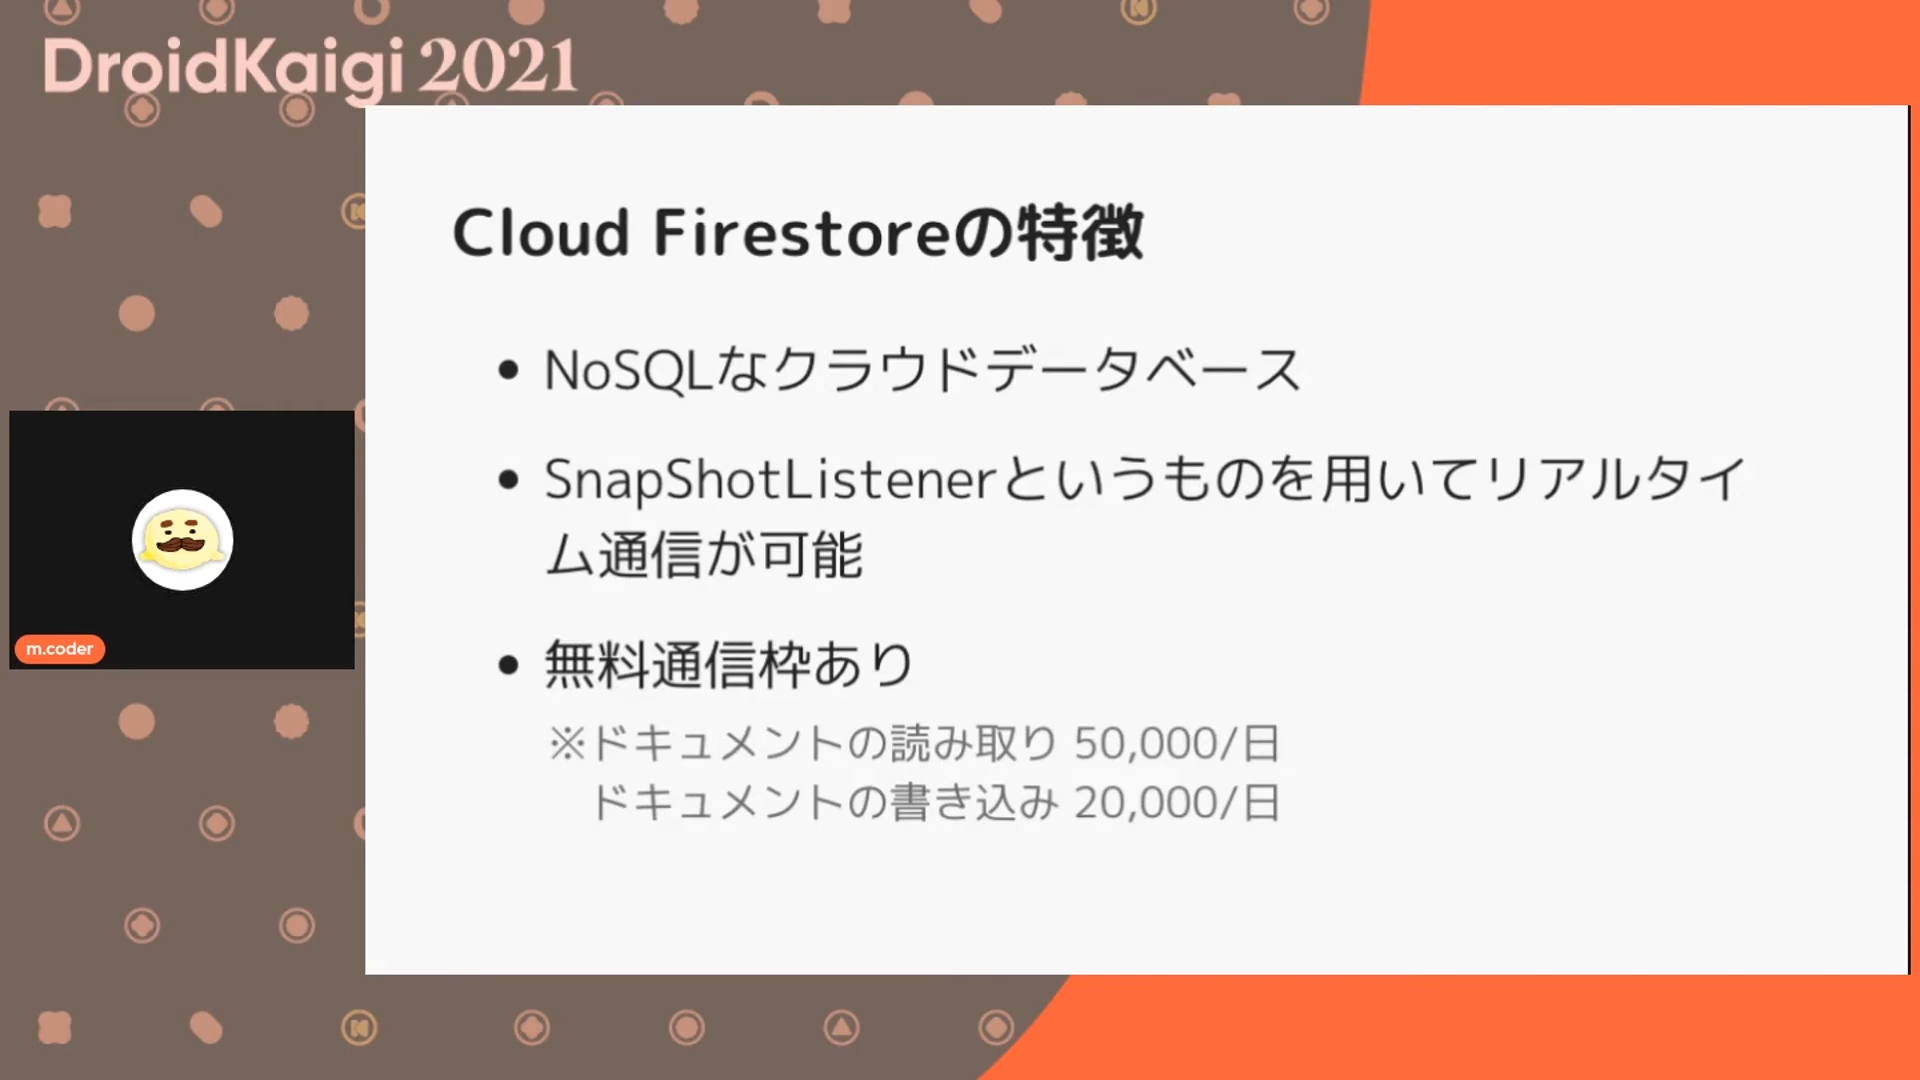 DroidKaigi 2021
Cloud Firestoreの特徴
• NoSQLなクラウドデータベース
• SnapShotListenerというものを用いてリアルタイ
ム通信が可能
• 無料通信枠あり
※ドキュメントの読み取り 50,000/日
ドキュメントの書き込み 20,000/日
m.coder